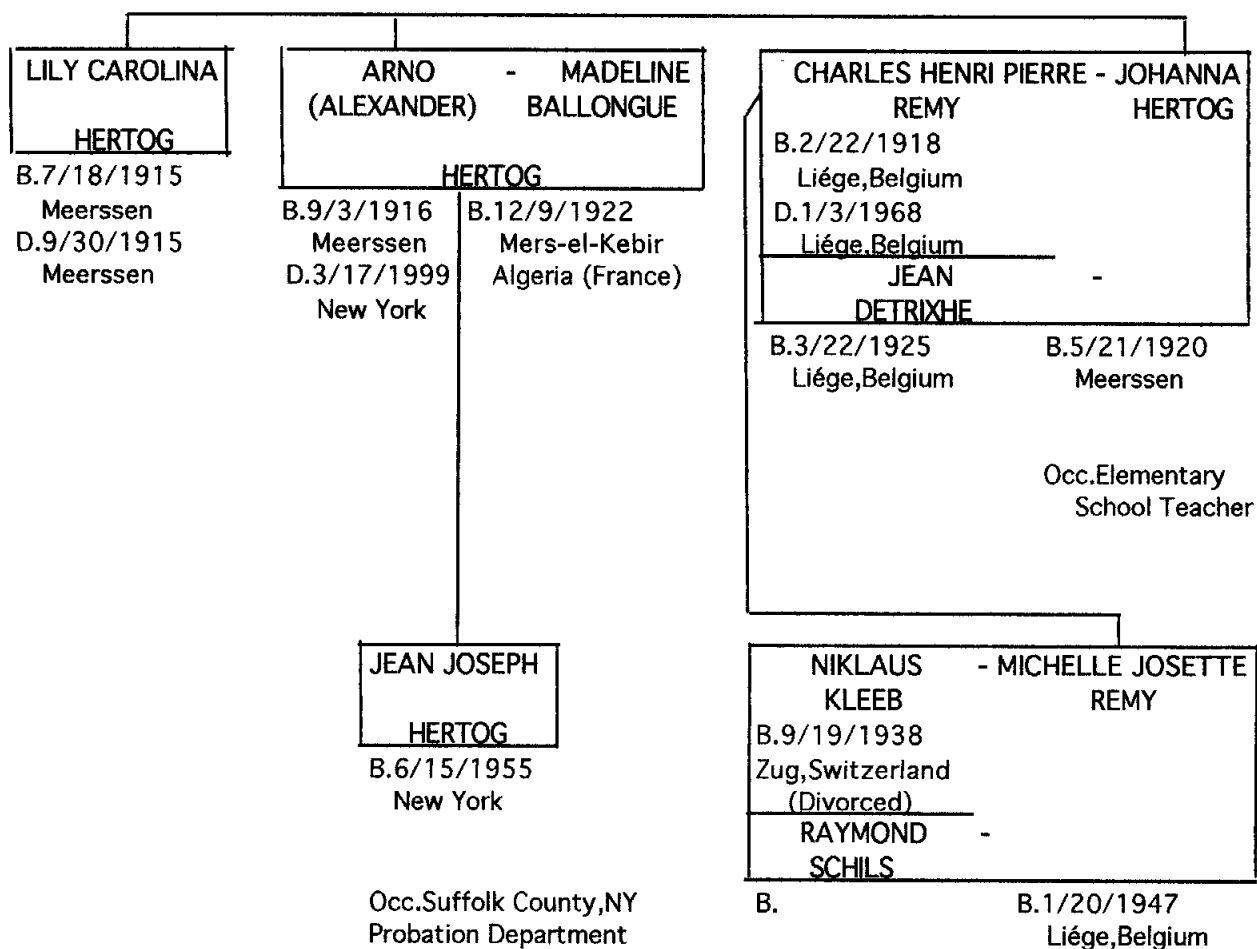 LILY CAROLINA
HERTOG
B.7/18/1915
Meerssen
D.9/30/1915
Meerssen
ARNO - MADELINE
(ALEXANDER) BALLONGUE
HERTOG
B.9/3/1916 B.12/9/1922
Meerssen Mers-el-Kebir
D.3/17/1999 Algeria (France)
New York
CHARLES HENRI PIERRE - JOHANNA
REMY HERTOG
B.2/22/1918
Liége,Belgium
D.1/3/1968
Liége,Belgium
JEAN -
DETRIXHE
B.3/22/1925 B.5/21/1920
Liége,Belgium Meerssen
Occ.Elementary
School Teacher
JEAN JOSEPH
HERTOG
B.6/15/1955
New York
Occ.Suffolk County,NY
Probation Department
NIKLAUS - MICHELLE JOSETTE
KLEEB REMY
B.9/19/1938
Zug,Switzerland
(Divorced)
RAYMOND -
SCHILS
B. B.1/20/1947
Liége,Belgium